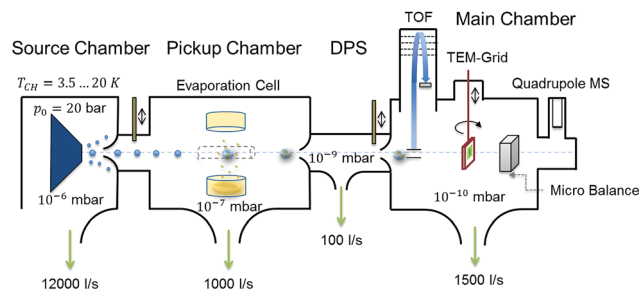 Source Chamber
Pickup Chamber
DPS
TOF
Main Chamber
T_CH = 3.5 … 20 K
Evaporation Cell
TEM-Grid
Quadrupole MS
p₀ = 20 bar
10⁻⁶ mbar
10⁻⁷ mbar
10⁻⁹ mbar
10⁻¹⁰ mbar
Micro Balance
12000 l/s
1000 l/s
100 l/s
1500 l/s